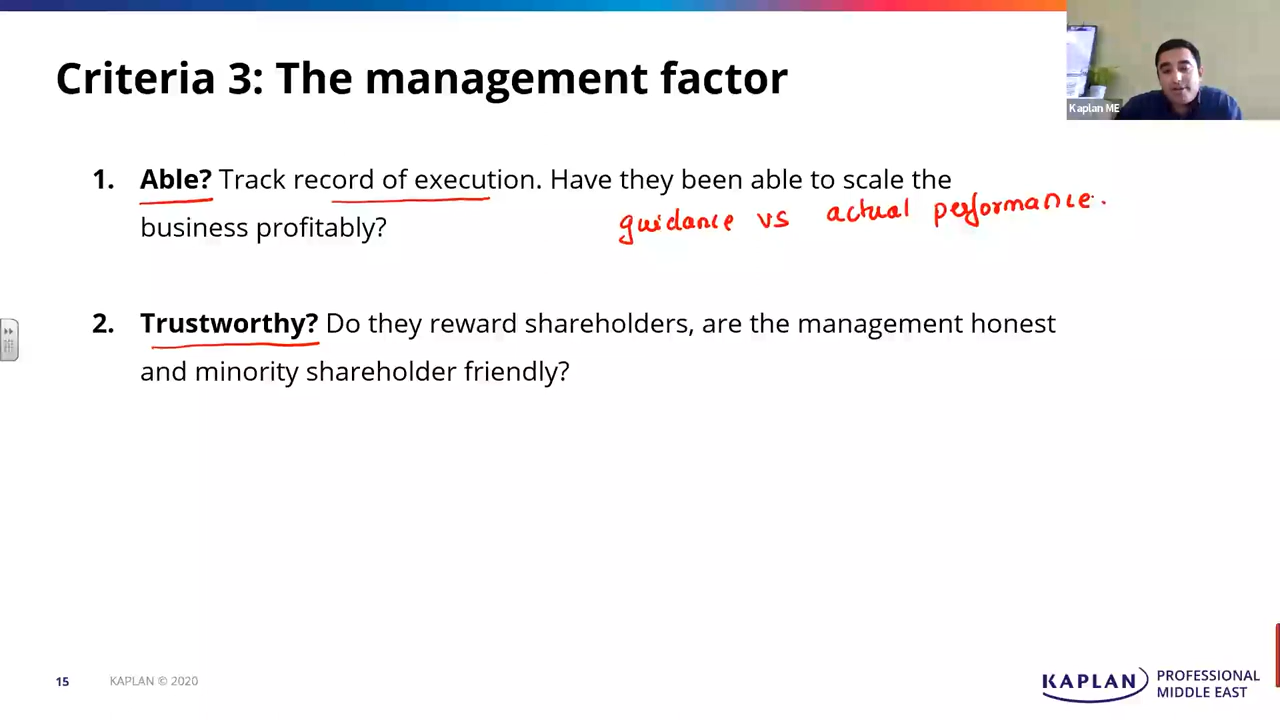 Criteria 3: The management factor
Kaplan ME
1. Able? Track record of execution. Have they been able to scale the
business profitably?
guidance vs actual performance.
2. Trustworthy? Do they reward shareholders, are the management honest
and minority shareholder friendly?
15 KAPLAN © 2020
KAPLAN PROFESSIONAL
MIDDLE EAST